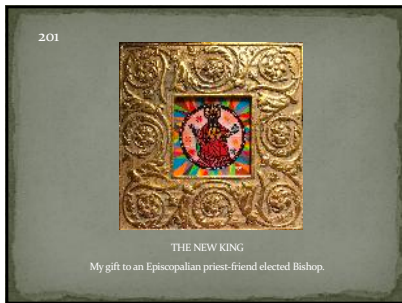 201
THE NEW KING
My gift to an Episcopalian priest-friend elected Bishop.